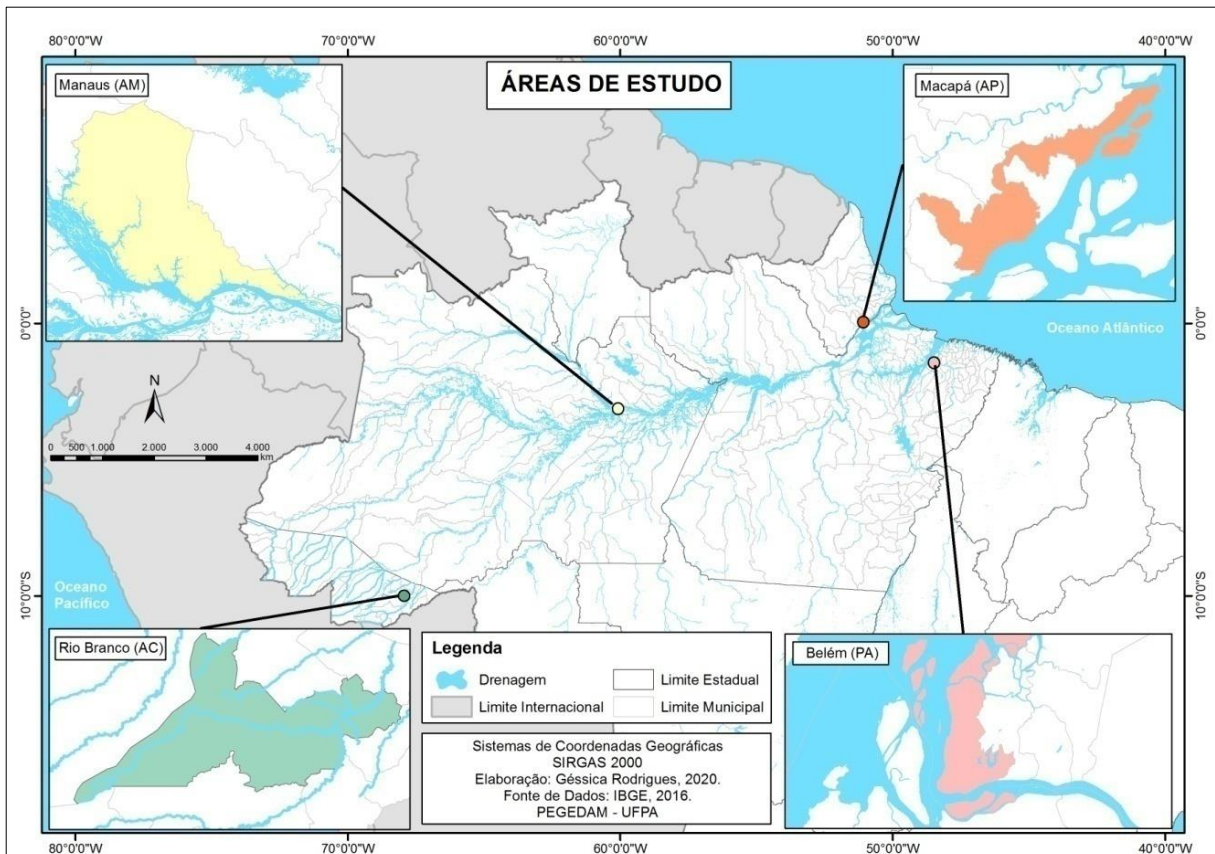 80°0'0"W 70°0'0"W 60°0'0"W 50°0'0"W 40°0'0"W
Manaus (AM)
ÁREAS DE ESTUDO
Macapá (AP)
0°0'0"
Oceano Atlântico
0°0'0"
N
0 500 1.000 2.000 3.000 4.000
km
10°0'0"S
Oceano
Pacífico
10°0'0"S
Rio Branco (AC)
Legenda
Drenagem
Limite Estadual
Limite Internacional
Limite Municipal
Sistemas de Coordenadas Geográficas
SIRGAS 2000
Elaboração: Géssica Rodrigues, 2020.
Fonte de Dados: IBGE, 2016.
PEGEDAM - UFPA
Belém (PA)
80°0'0"W 70°0'0"W 60°0'0"W 50°0'0"W 40°0'0"W